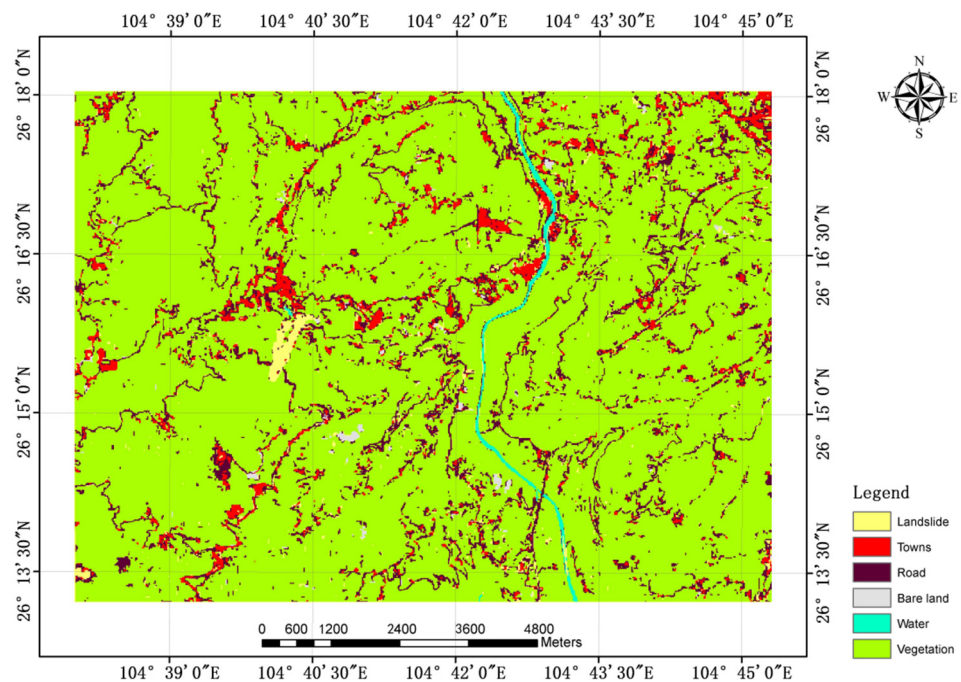 104° 39′ 0″E 104° 40′ 30″E 104° 42′ 0″E 104° 43′ 30″E 104° 45′ 0″E
N
W E
S
26° 18′ 0″N 26° 18′ 0″N
26° 16′ 30″N 26° 16′ 30″N
26° 15′ 0″N 26° 15′ 0″N
26° 13′ 30″N 26° 13′ 30″N
Legend
Landslide
Towns
Road
Bare land
Water
Vegetation
0 600 1200 2400 3600 4800
Meters
104° 39′ 0″E 104° 40′ 30″E 104° 42′ 0″E 104° 43′ 30″E 104° 45′ 0″E